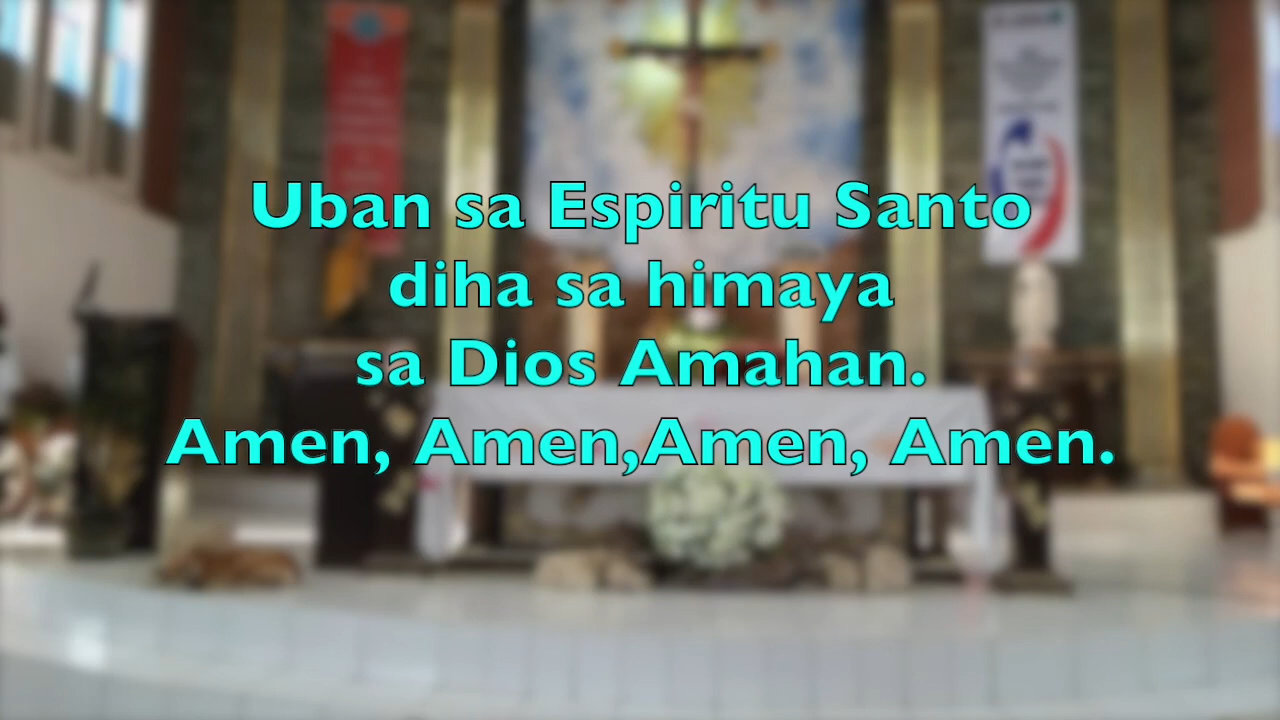 Uban sa Espiritu Santo
diha sa himaya
sa Dios Amahan.
Amen, Amen,Amen, Amen.